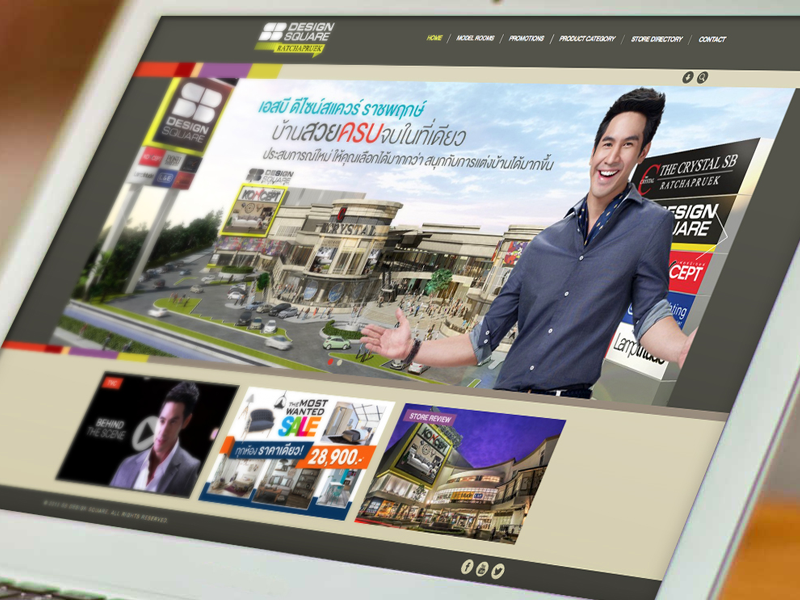 SB DESIGN
SQUARE
RATCHAPRUEK
HOME
MODEL ROOMS
PROMOTIONS
PRODUCT CATEGORY
STORE DIRECTORY
CONTACT
SB
DESIGN
SQUARE
เอสบี ดีไซน์สแควร์ ราชพฤกษ์
บ้านสวยครบจบในที่เดียว
ประสบการณ์ใหม่ ให้คุณเลือกได้มากกว่า สนุกกับการแต่งบ้านได้มากขึ้น
DESIGN
SQUARE
KONCEPT
CRYSTAL
THE CRYSTAL SB
RATCHAPRUEK
ESIGN
UARE
CEPT
ghting
Lamptitude
BEHIND
THE SCENE
THE MOST
WANTED
SALE
ทุกห้อง ราคาเดียว!
28,900.-
STORE REVIEW
© 2013 SB DESIGN SQUARE. ALL RIGHTS RESERVED.